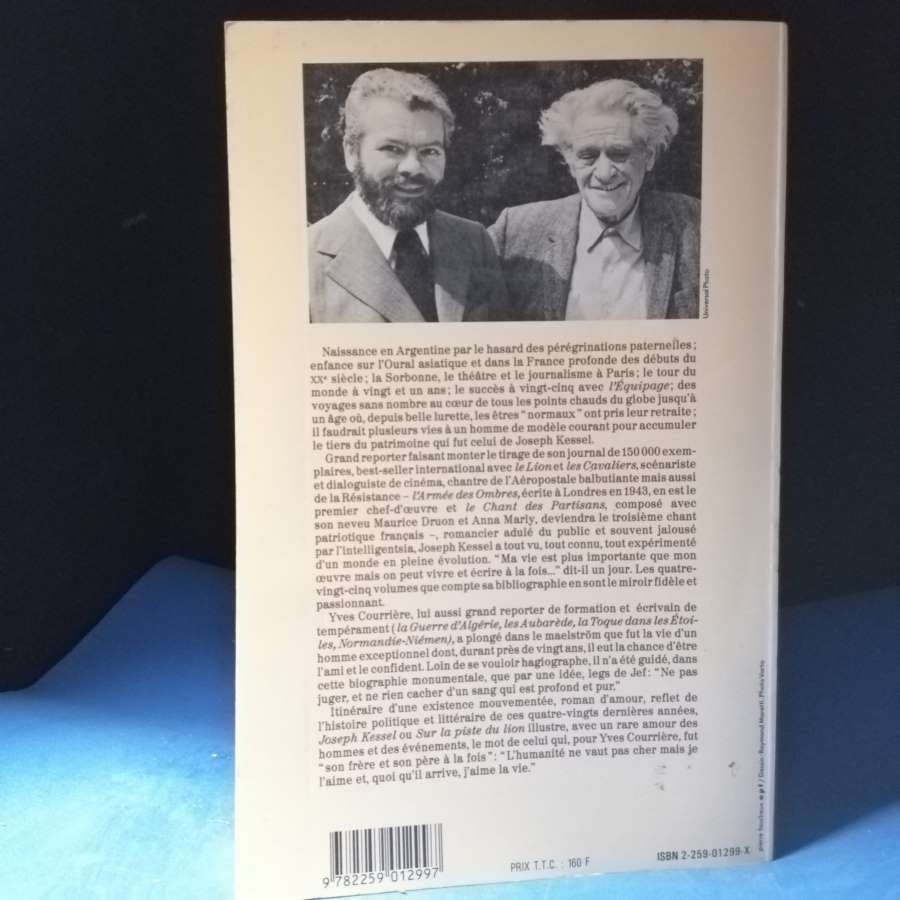 Universal Photo
Naissance en Argentine par le hasard des pérégrinations paternelles ;
enfance sur l'Oural asiatique et dans la France profonde des débuts du
XXe siècle ; la Sorbonne, le théâtre et le journalisme à Paris ; le tour du
monde à vingt et un ans ; le succès à vingt-cinq avec l'Équipage ; des
voyages sans nombre au cœur de tous les points chauds du globe jusqu'à
un âge où, depuis belle lurette, les êtres "normaux" ont pris leur retraite ;
il faudrait plusieurs vies à un homme de modèle courant pour accumuler
le tiers du patrimoine qui fut celui de Joseph Kessel.
Grand reporter faisant monter le tirage de son journal de 150 000 exem-
plaires, best-seller international avec le Lion et les Cavaliers, scénariste
et dialoguiste de cinéma, chantre de l'Aéropostale balbutiante mais aussi
de la Résistance – l'Armée des Ombres, écrite à Londres en 1943, en est le
premier chef-d'œuvre et le Chant des Partisans, composé avec
son neveu Maurice Druon et Anna Marly, deviendra le troisième chant
patriotique français –, romancier adulé du public et souvent jalousé
par l'intelligentsia, Joseph Kessel a tout vu, tout connu, tout expérimenté
d'un monde en pleine évolution. "Ma vie est plus importante que mon
œuvre mais on peut vivre et écrire à la fois..." dit-il un jour. Les quatre-
vingt-cinq volumes que compte sa bibliographie en sont le miroir fidèle et
passionnant.
Yves Courrière, lui aussi grand reporter de formation et écrivain de
tempérament ( la Guerre d'Algérie, les Aubarède, la Toque dans les Étoi-
les, Normandie-Niémen), a plongé dans le maelström que fut la vie d'un
homme exceptionnel dont, durant près de vingt ans, il eut la chance d'être
l'ami et le confident. Loin de se vouloir hagiographe, il n'a été guidé, dans
cette biographie monumentale, que par une idée, legs de Jef : "Ne pas
juger, et ne rien cacher d'un sang qui est profond et pur."
Itinéraire d'une existence mouvementée, roman d'amour, reflet de
l'histoire politique et littéraire de ces quatre-vingts dernières années,
Joseph Kessel ou Sur la piste du lion illustre, avec un rare amour des
hommes et des événements, le mot de celui qui, pour Yves Courrière, fut
"son frère et son père à la fois" : "L'humanité ne vaut pas cher mais je
l'aime et, quoi qu'il arrive, j'aime la vie."
9 782259 012997
PRIX T.T.C. : 160 F
ISBN 2-259-01299-X
/ Dessin : Raymond Moretti. Photo